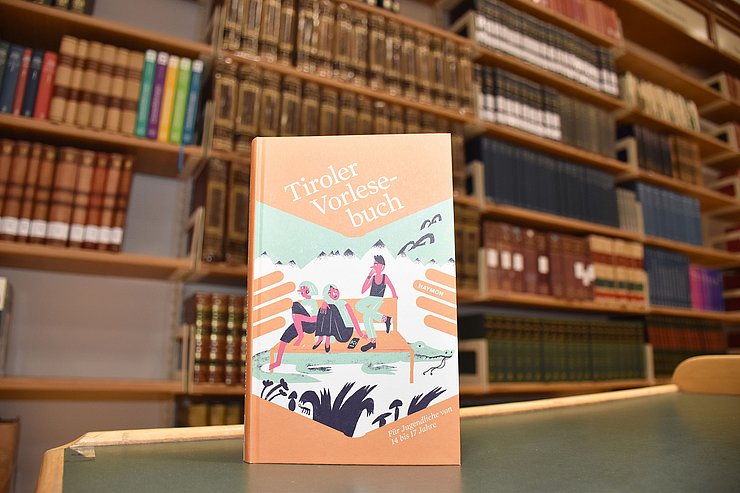 Tiroler
Vorlese-
buch
HAYMON
Für Jugendliche von
14 bis 17 Jahre